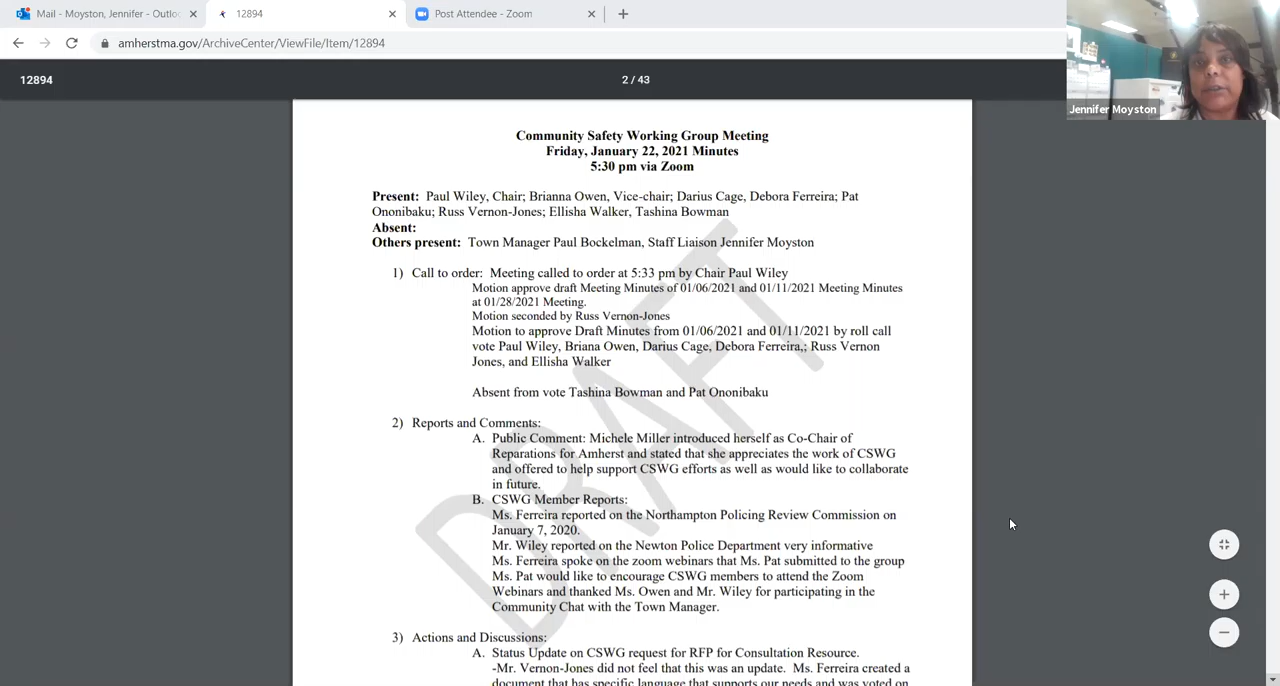 Mail - Moyston, Jennifer - Outlo
12894
Post Attendee - Zoom
amherstma.gov/ArchiveCenter/ViewFile/Item/12894
12894
2 / 43
Jennifer Moyston
Community Safety Working Group Meeting
Friday, January 22, 2021 Minutes
5:30 pm via Zoom
Present: Paul Wiley, Chair; Brianna Owen, Vice-chair; Darius Cage, Debora Ferreira; Pat
Ononibaku; Russ Vernon-Jones; Ellisha Walker, Tashina Bowman
Absent:
Others present: Town Manager Paul Bockelman, Staff Liaison Jennifer Moyston
1) Call to order: Meeting called to order at 5:33 pm by Chair Paul Wiley
Motion approve draft Meeting Minutes of 01/06/2021 and 01/11/2021 Meeting Minutes
at 01/28/2021 Meeting.
Motion seconded by Russ Vernon-Jones
Motion to approve Draft Minutes from 01/06/2021 and 01/11/2021 by roll call
vote Paul Wiley, Briana Owen, Darius Cage, Debora Ferreira,; Russ Vernon
Jones, and Ellisha Walker
Absent from vote Tashina Bowman and Pat Ononibaku
2) Reports and Comments:
A. Public Comment: Michele Miller introduced herself as Co-Chair of
Reparations for Amherst and stated that she appreciates the work of CSWG
and offered to help support CSWG efforts as well as would like to collaborate
in future.
B. CSWG Member Reports:
Ms. Ferreira reported on the Northampton Policing Review Commission on
January 7, 2020.
Mr. Wiley reported on the Newton Police Department very informative
Ms. Ferreira spoke on the zoom webinars that Ms. Pat submitted to the group
Ms. Pat would like to encourage CSWG members to attend the Zoom
Webinars and thanked Ms. Owen and Mr. Wiley for participating in the
Community Chat with the Town Manager.
3) Actions and Discussions:
A. Status Update on CSWG request for RFP for Consultation Resource.
-Mr. Vernon-Jones did not feel that this was an update. Ms. Ferreira created a
document that has specific language that supports our needs and was voted on
DRAFT